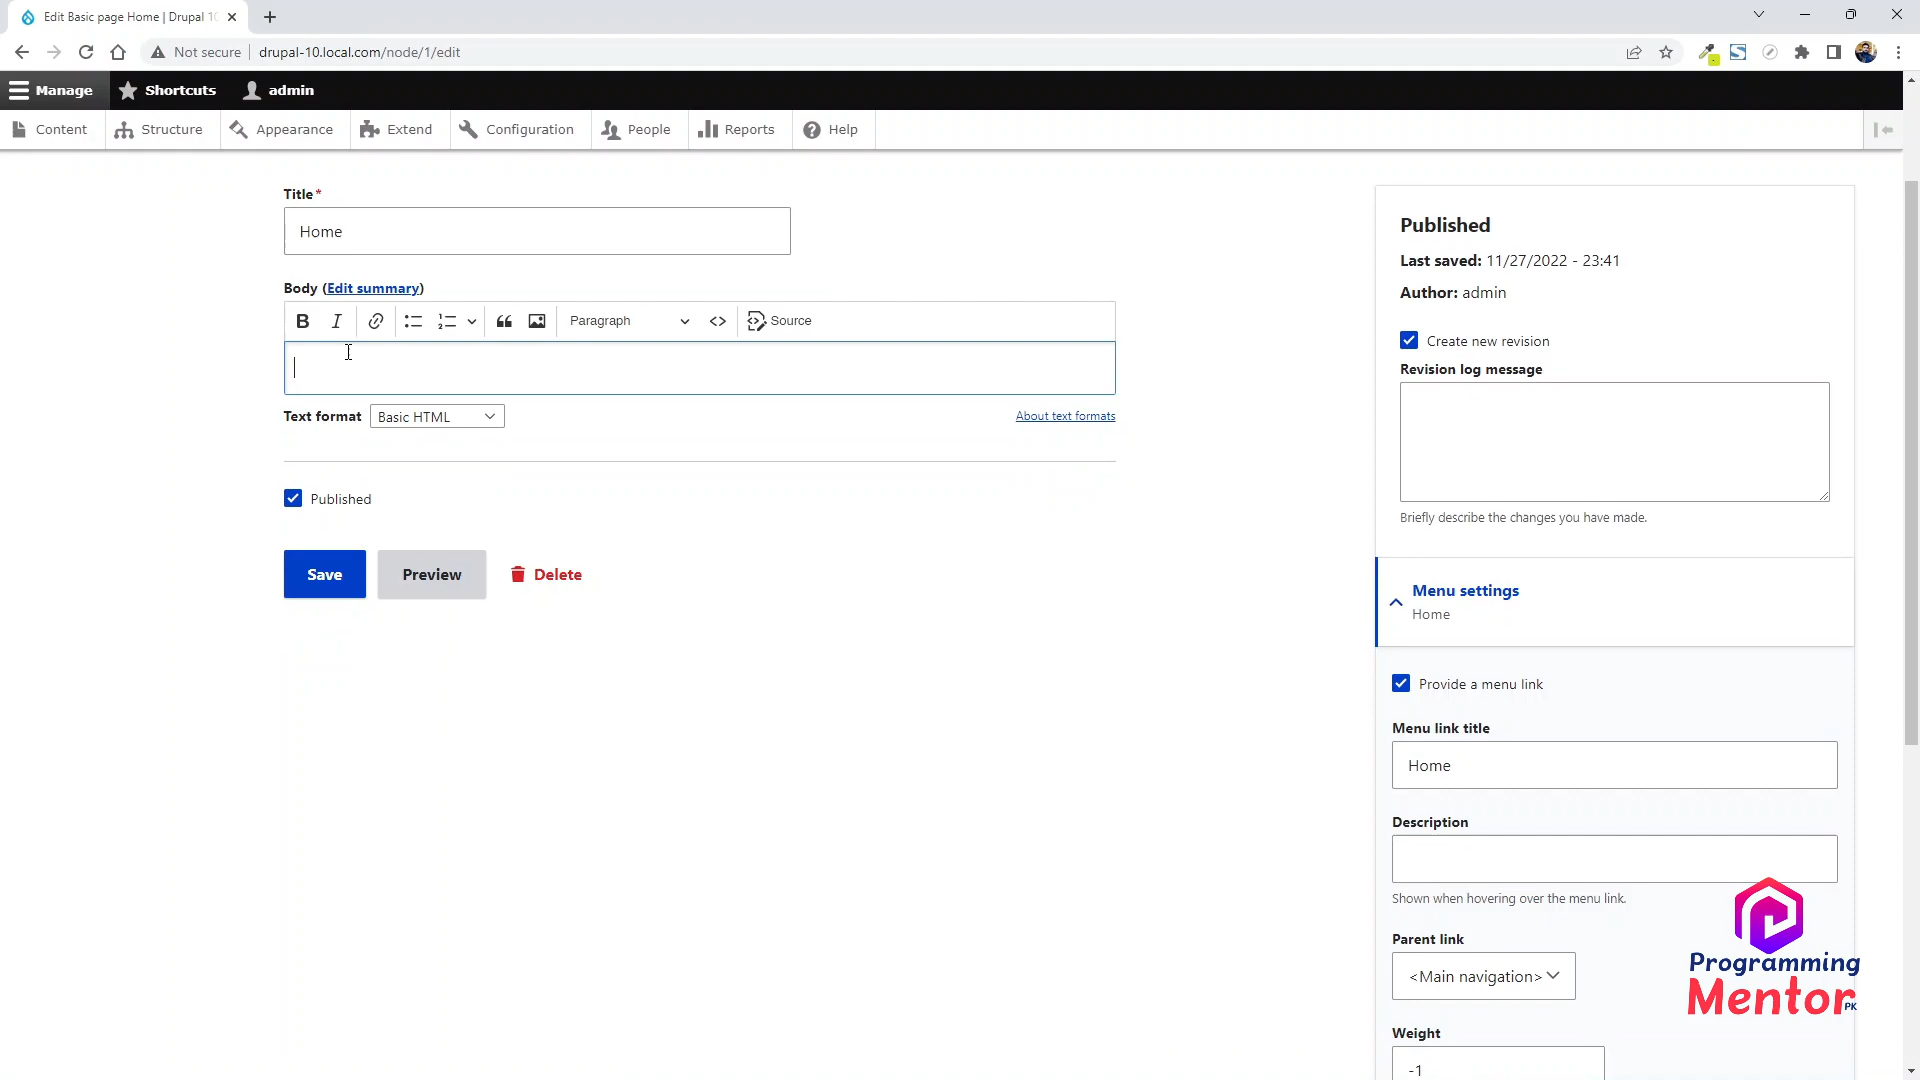 Edit Basic page Home | Drupal 10
Not secure
drupal-10.local.com/node/1/edit
Manage
Shortcuts
admin
Content
Structure
Appearance
Extend
Configuration
People
Reports
Help
Title*
Home
Body (Edit summary)
B I
Paragraph
Source
Text format
Basic HTML
About text formats
Published
Save
Preview
Delete
Published
Last saved: 11/27/2022 - 23:41
Author: admin
Create new revision
Revision log message
Briefly describe the changes you have made.
Menu settings
Home
Provide a menu link
Menu link title
Home
Description
Shown when hovering over the menu link.
Parent link
<Main navigation>
Weight
-1
Programming
Mentor PK